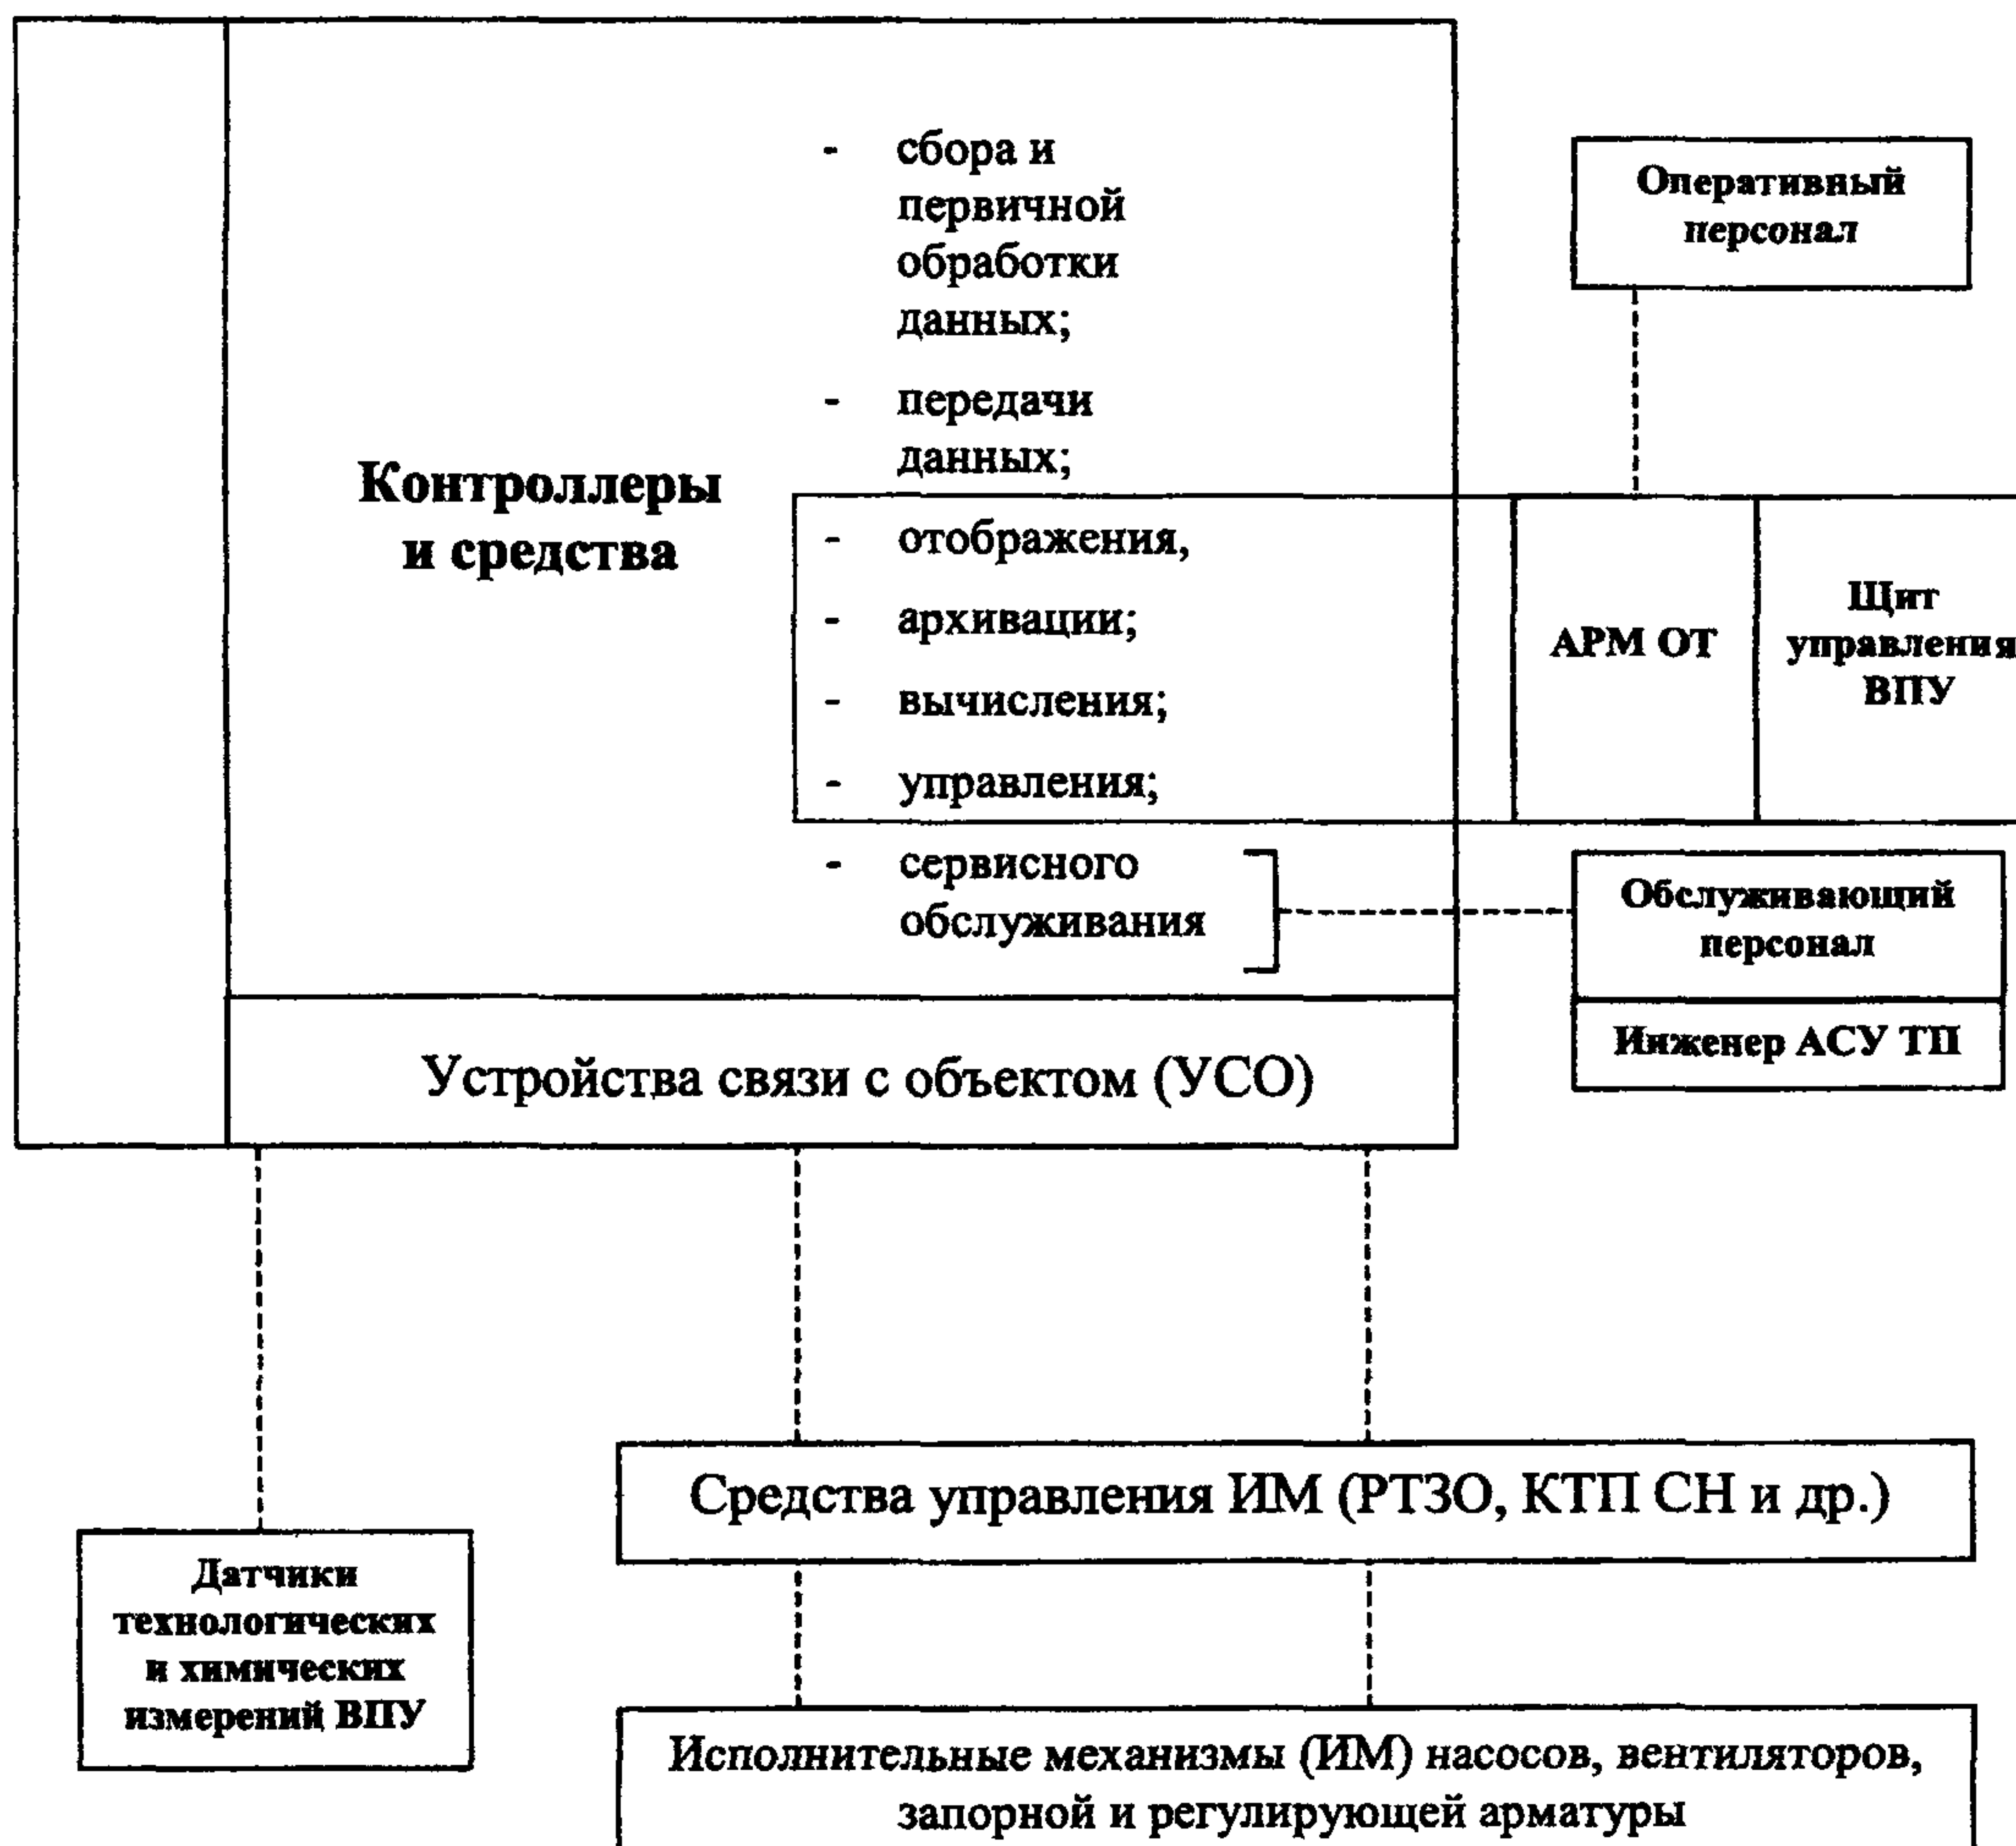 - сбора и
первичной
обработки
данных;
- передачи
данных;
Контроллеры
и средства
- отображения,
- архивации;
- вычисления;
- управления;
- сервисного
обслуживания
Оперативный
персонал
АРМ ОТ
Щит
управления
ВПУ
Обслуживающий
персонал
Инженер АСУ ТП
Устройства связи с объектом (УСО)
Средства управления ИМ (РТЗО, КТП СН и др.)
Датчики
технологических
и химических
измерений ВПУ
Исполнительные механизмы (ИМ) насосов, вентиляторов,
запорной и регулирующей арматуры